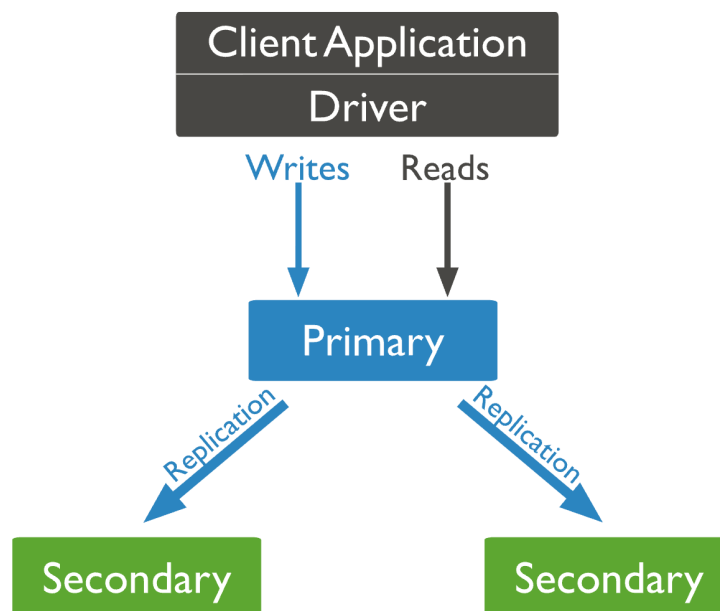 Client Application
Driver
Writes
Reads
Primary
Replication
Replication
Secondary
Secondary